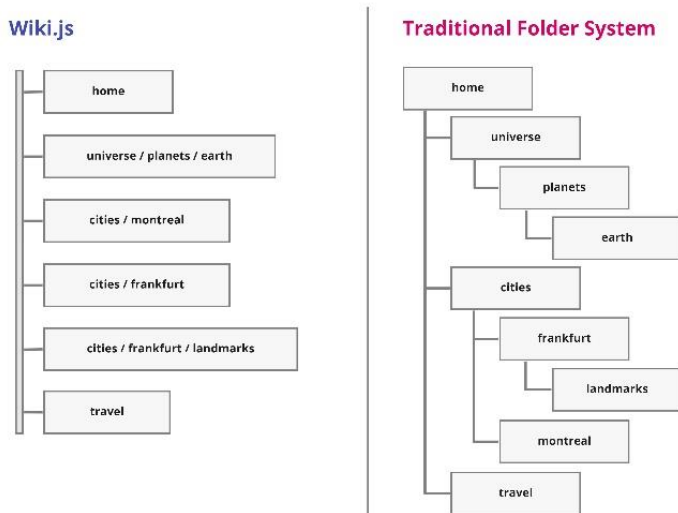 Wiki.js
home
universe / planets / earth
cities / montreal
cities / frankfurt
cities / frankfurt / landmarks
travel
Traditional Folder System
home
universe
planets
earth
cities
frankfurt
landmarks
montreal
travel